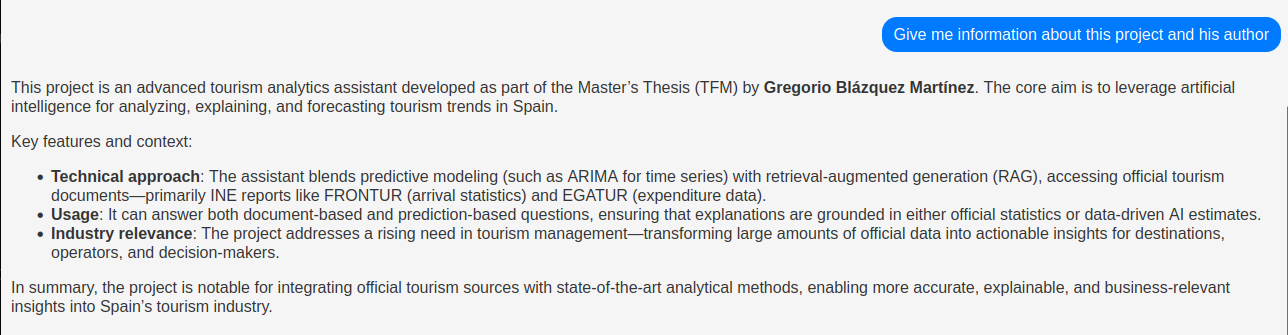 Give me information about this project and his author
This project is an advanced tourism analytics assistant developed as part of the Master’s Thesis (TFM) by Gregorio Blázquez Martínez. The core aim is to leverage artificial
intelligence for analyzing, explaining, and forecasting tourism trends in Spain.
Key features and context:
• Technical approach: The assistant blends predictive modeling (such as ARIMA for time series) with retrieval-augmented generation (RAG), accessing official tourism
documents—primarily INE reports like FRONTUR (arrival statistics) and EGATUR (expenditure data).
• Usage: It can answer both document-based and prediction-based questions, ensuring that explanations are grounded in either official statistics or data-driven AI estimates.
• Industry relevance: The project addresses a rising need in tourism management—transforming large amounts of official data into actionable insights for destinations,
operators, and decision-makers.
In summary, the project is notable for integrating official tourism sources with state-of-the-art analytical methods, enabling more accurate, explainable, and business-relevant
insights into Spain’s tourism industry.